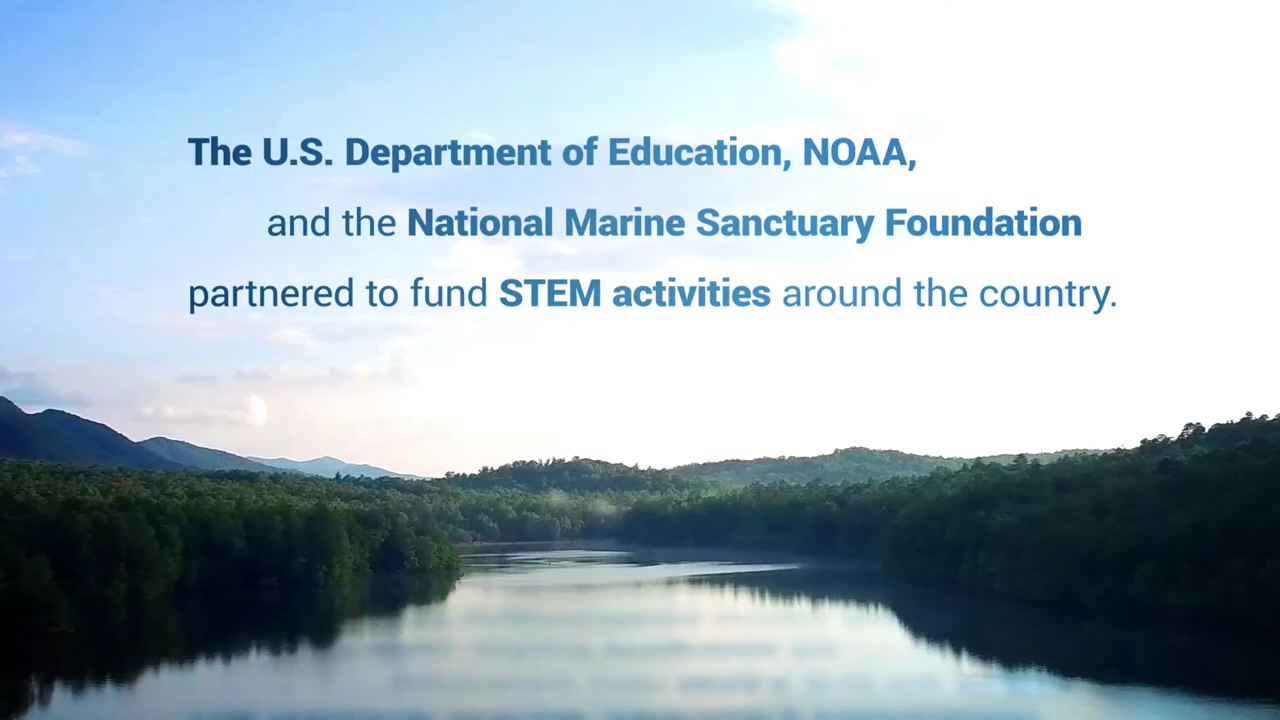 The U.S. Department of Education, NOAA,
and the National Marine Sanctuary Foundation
partnered to fund STEM activities around the country.